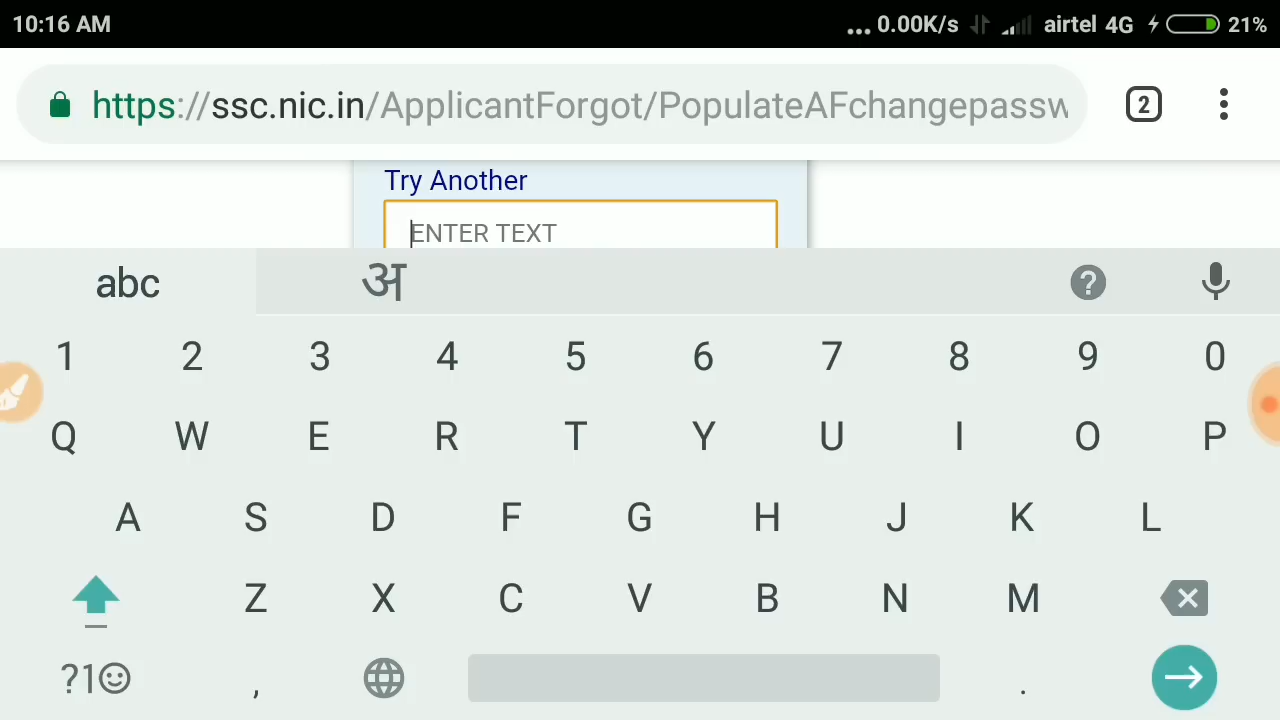 10:16 AM ... 0.00K/s airtel 4G 21%
https://ssc.nic.in/ApplicantForgot/PopulateAFchangepassw 2
Try Another
ENTER TEXT
abc अ ?
1 2 3 4 5 6 7 8 9 0
Q W E R T Y U I O P
A S D F G H J K L
Z X C V B N M
?1☺ , .